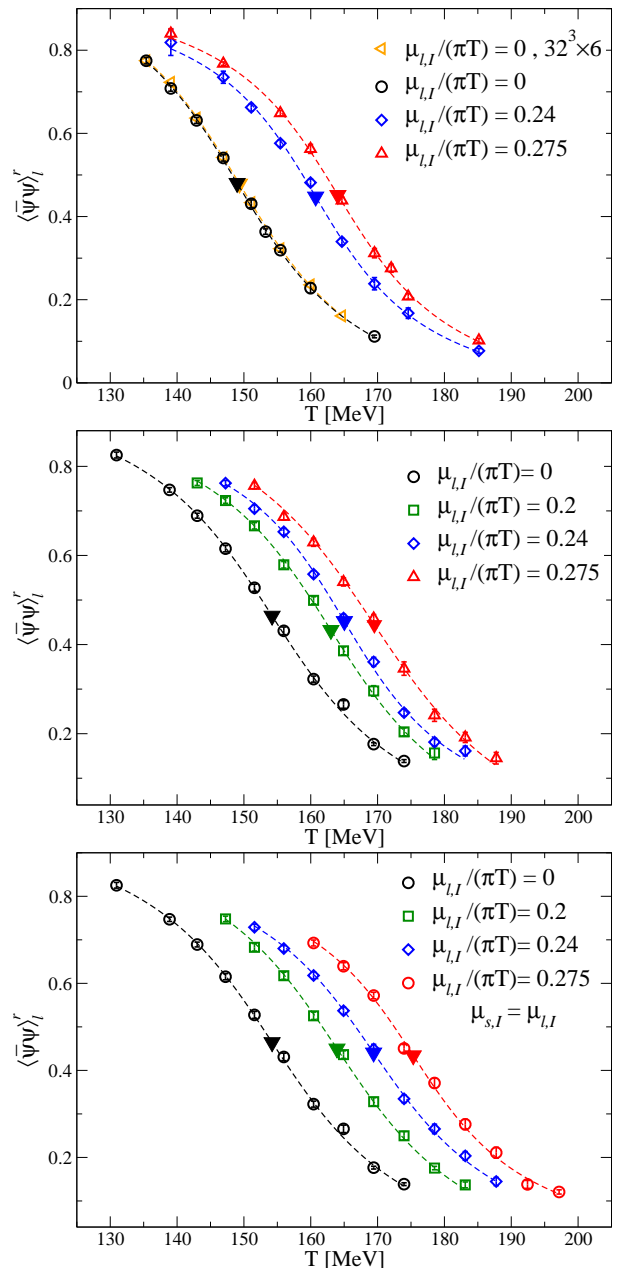 μ_{l,I}/(πT) = 0 , 32³×6
μ_{l,I}/(πT) = 0
μ_{l,I}/(πT) = 0.24
μ_{l,I}/(πT) = 0.275
0.8
0.6
0.4
0.2
0
⟨ψ̄ψ⟩_l^r
130 140 150 160 170 180 190 200
T [MeV]
μ_{l,I}/(πT)= 0
μ_{l,I}/(πT) = 0.2
μ_{l,I}/(πT) = 0.24
μ_{l,I}/(πT) = 0.275
0.8
0.6
0.4
0.2
⟨ψ̄ψ⟩_l^r
130 140 150 160 170 180 190 200
T [MeV]
μ_{l,I}/(πT) = 0
μ_{l,I}/(πT)= 0.2
μ_{l,I}/(πT) = 0.24
μ_{l,I}/(πT) = 0.275
μ_{s,I} = μ_{l,I}
0.8
0.6
0.4
0.2
⟨ψ̄ψ⟩_l^r
130 140 150 160 170 180 190 200
T [MeV]